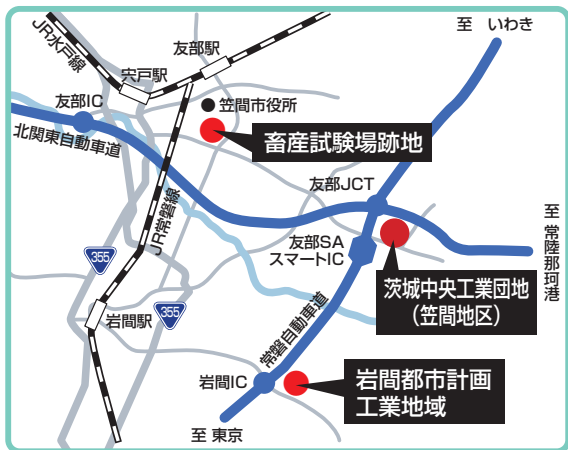 至 いわき
JR水戸線
友部駅
宍戸駅
友部IC
笠間市役所
北関東自動車道
畜産試験場跡地
JR常磐線
友部JCT
至 常陸那珂港
友部SA
スマートIC
355
茨城中央工業団地
(笠間地区)
岩間駅
355
常磐自動車道
岩間IC
岩間都市計画
工業地域
至 東京